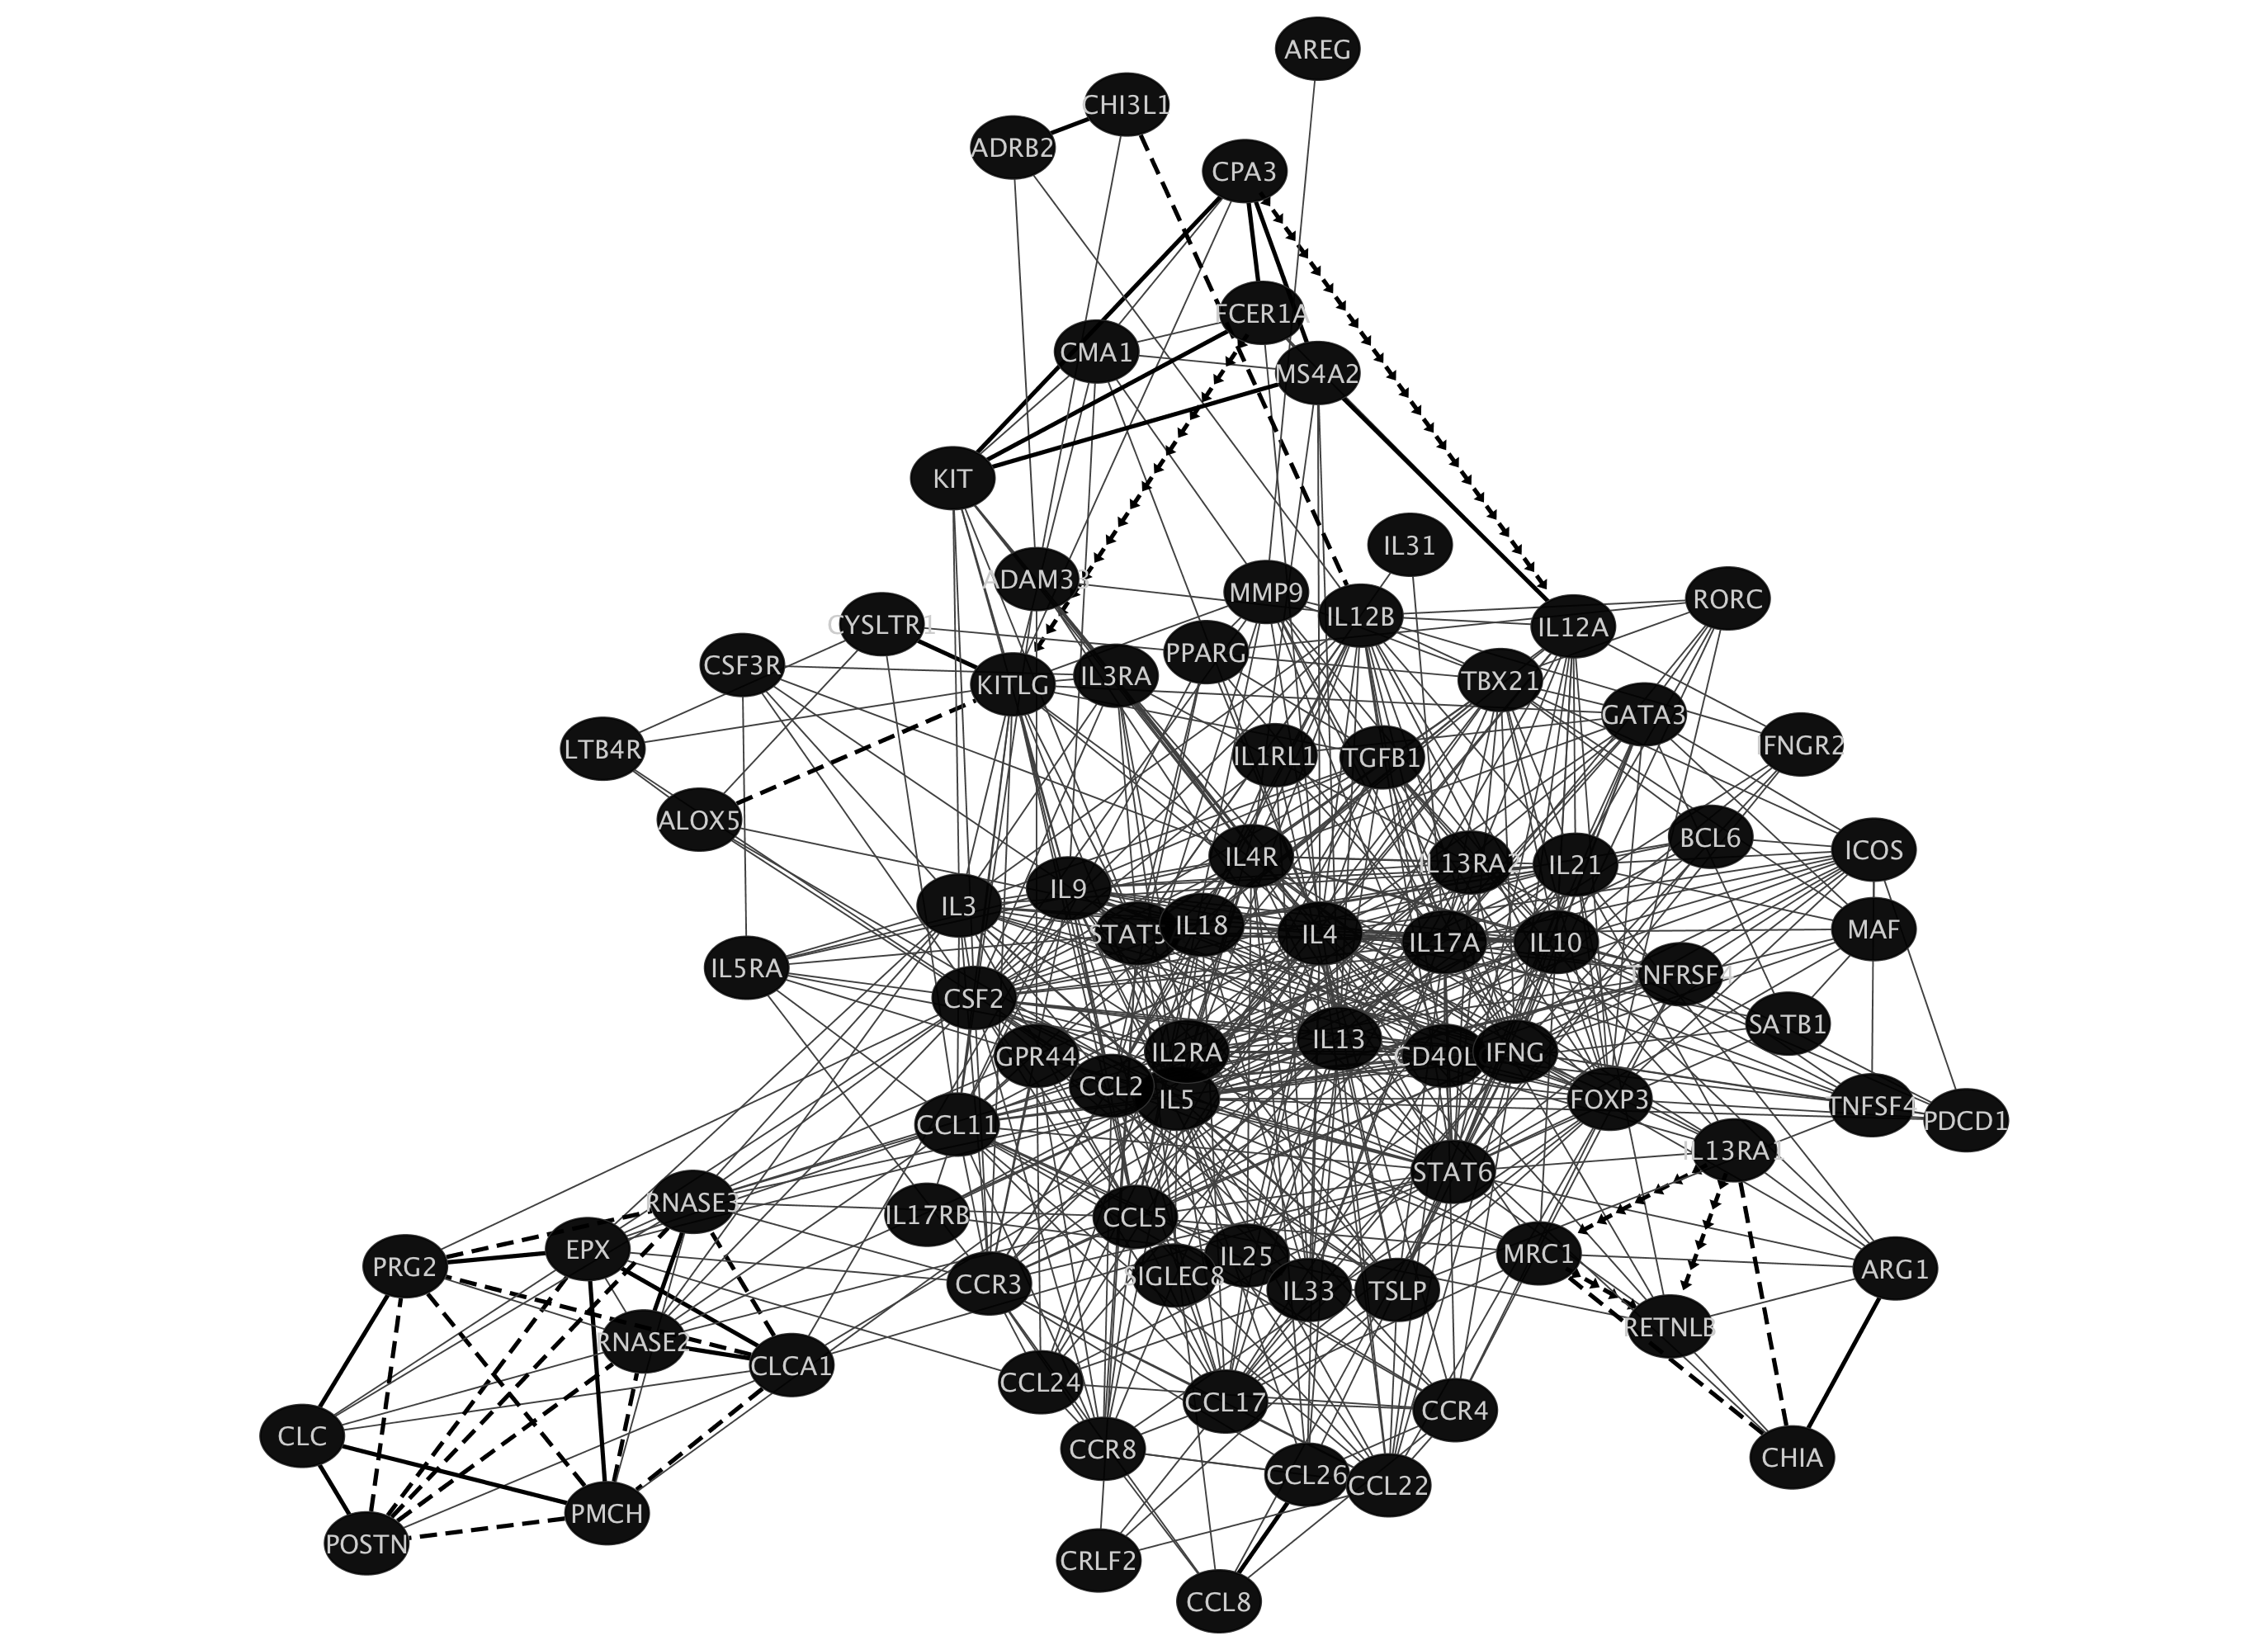 AREG
CHI3L1
ADRB2
CPA3
FCER1A
CMA1
MS4A2
KIT
IL31
ADAM3
MMP9
RORC
IL12B
CYSLTR1
IL12A
PPARG
CSF3R
IL3RA
TBX21
KITLG
GATA3
IFNGR2
LTB4R
IL1RL1
TGFB1
ALOX5
BCL6
ICOS
IL4R
IL13RA2
IL21
IL9
IL3
IL18
MAF
STAT5
IL4
IL17A
IL10
IL5RA
TNFRSF4
CSF2
SATB1
IL13
IL2RA
IFNG
GPR44
CD40L
CCL2
IL5
FOXP3
TNFSF4
PDCD1
CCL11
IL13RA1
STAT6
RNASE3
IL17RB
CCL5
EPX
MRC1
IL25
PRG2
ARG1
SIGLEC8
CCR3
IL33
TSLP
RETNLB
RNASE2
CLCA1
CCL24
CCL17
CCR4
CLC
CCR8
CHIA
CCL26
CCL22
PMCH
POSTN
CRLF2
CCL8